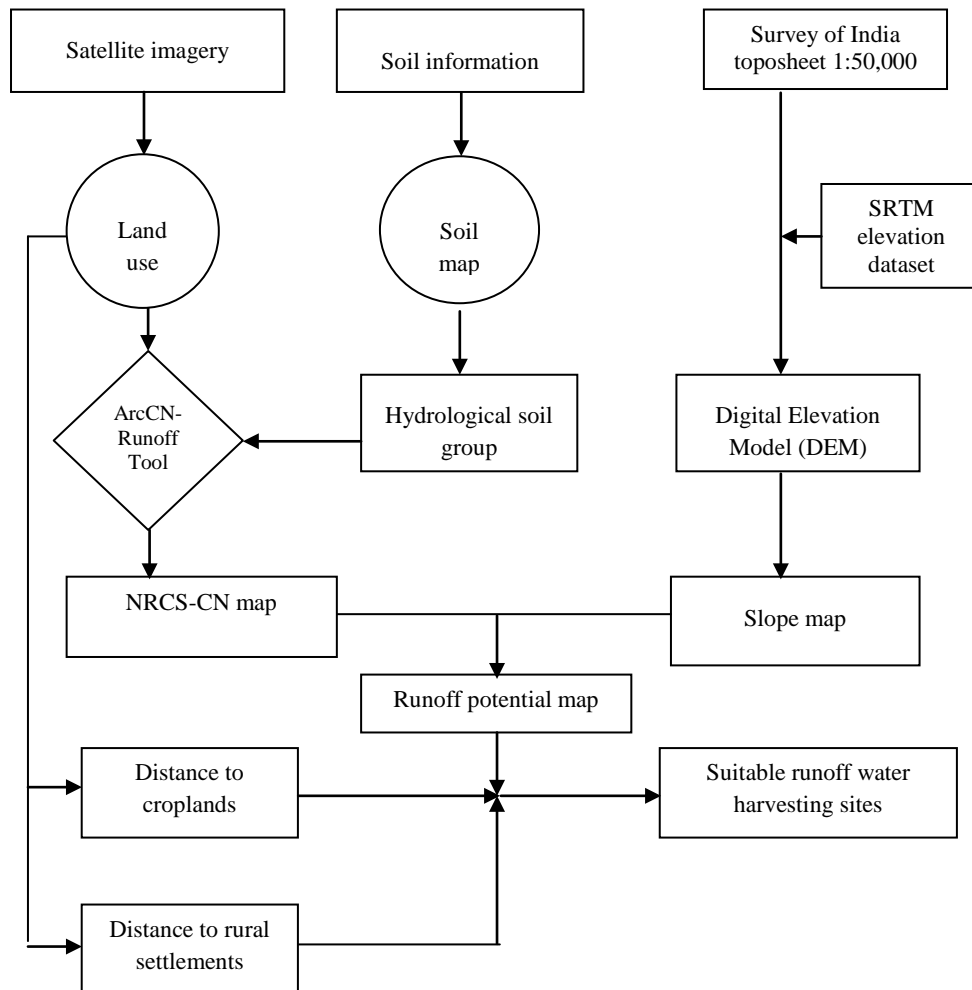 Satellite imagery
Soil information
Survey of India
toposheet 1:50,000
SRTM
elevation
dataset
Land
use
Soil
map
ArcCN-
Runoff
Tool
Hydrological soil
group
Digital Elevation
Model (DEM)
NRCS-CN map
Slope map
Runoff potential map
Distance to
croplands
Suitable runoff water
harvesting sites
Distance to rural
settlements